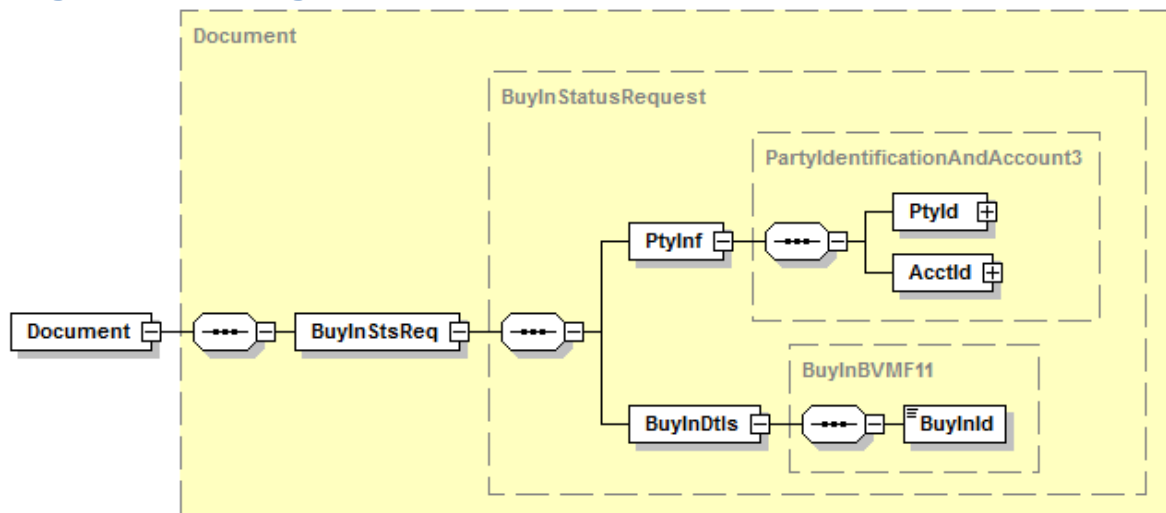 Document
BuyInStatusRequest
PartyIdentificationAndAccount3
PtyId
PtyInf
AcctId
Document
BuyInStsReq
BuyInBVMF11
BuyInDtls
BuyInId